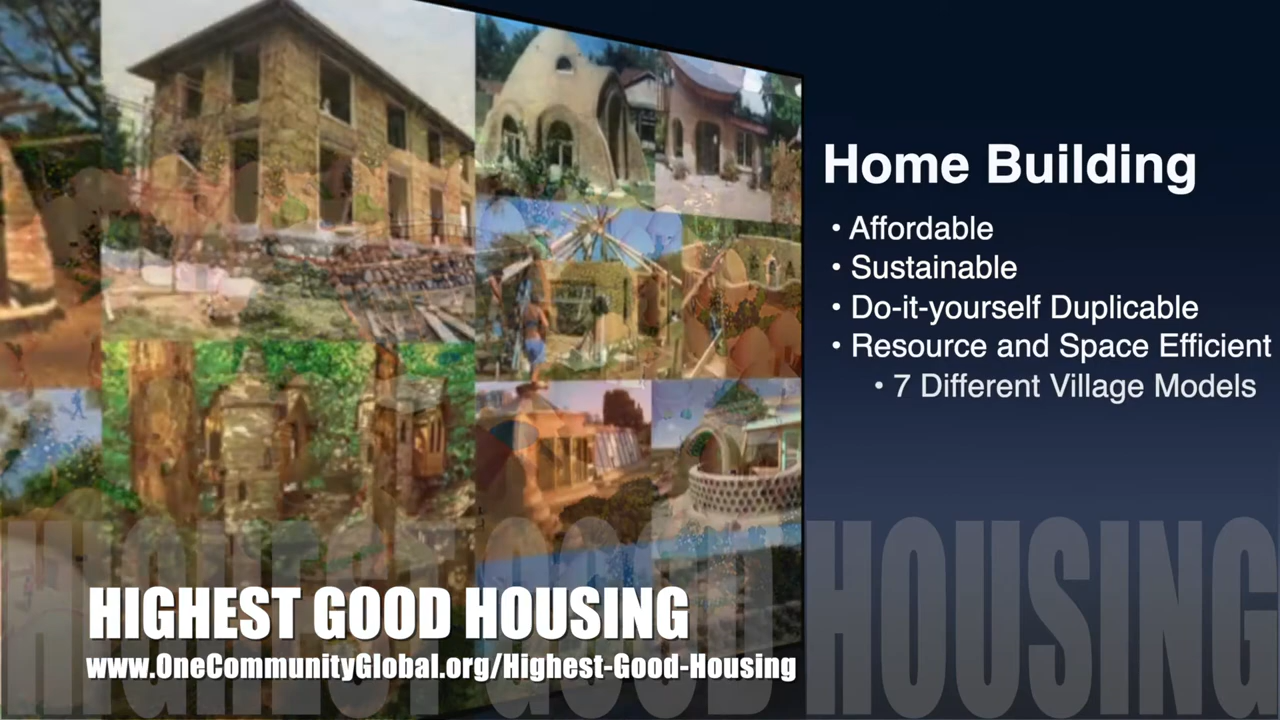 Home Building
• Affordable
• Sustainable
• Do-it-yourself Duplicable
• Resource and Space Efficient
• 7 Different Village Models
HIGHEST GOOD HOUSING
HIGHEST GOOD HOUSING
www.OneCommunityGlobal.org/Highest-Good-Housing